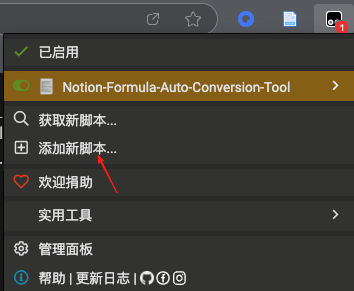 1
已启用
Notion-Formula-Auto-Conversion-Tool
获取新脚本...
添加新脚本...
欢迎捐助
实用工具
管理面板
帮助 | 更新日志 |